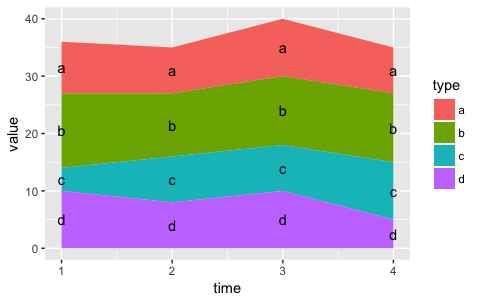 40
30
20
10
0
value
a a a a
b b b b
c c c c
d d d d
1 2 3 4
time
type
a
b
c
d